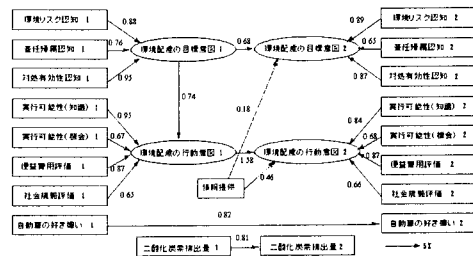 環境リスク認知 1
0.88
責任帰属認知 1
0.76
対処有効性認知 1
0.95
環境配慮の目標意図 1
0.68
環境配慮の目標意図 2
0.89
環境リスク認知 2
0.65
責任帰属認知 2
0.87
対処有効性認知 2
0.74
0.18
実行可能性(知識) 1
0.95
実行可能性(機会) 1
0.67
便益費用評価 1
0.87
社会規範評価 1
0.65
環境配慮の行動意図 1
1.58
環境配慮の行動意図 2
0.84
実行可能性(知識) 2
0.68
実行可能性(機会) 2
0.87
便益費用評価 2
0.66
社会規範評価 2
情報提供
0.46
自動車の好き嫌い 1
0.82
自動車の好き嫌い 2
二酸化炭素排出量 1
0.81
二酸化炭素排出量 2